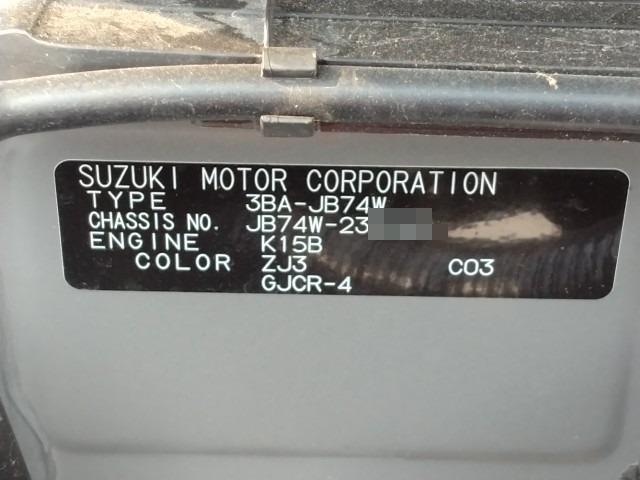 SUZUKI MOTOR CORPORATION
TYPE 3BA-JB74W
CHASSIS NO. JB74W-23
ENGINE K15B
COLOR ZJ3 C03
GJCR-4